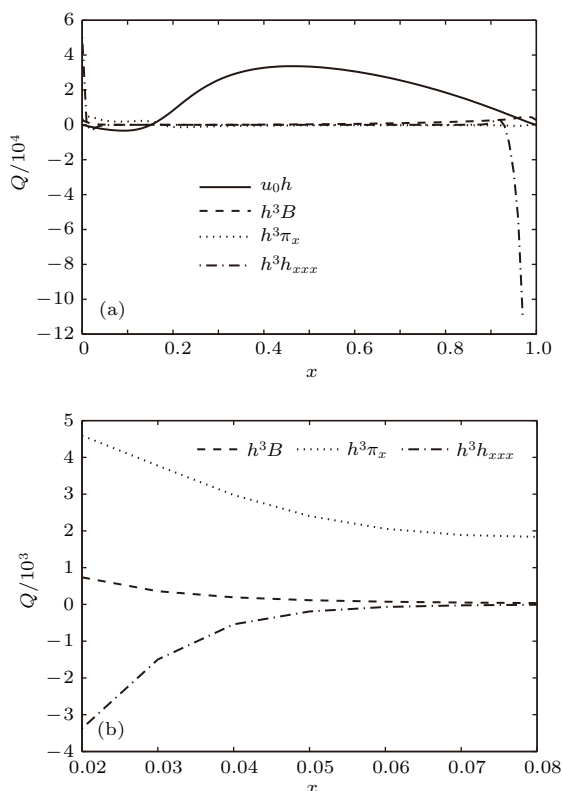 6
4
2
0
−2
−4
−6
−8
−10
−12
Q/10⁴
u₀h
h³B
h³πₓ
h³hₓₓₓ
(a)
0 0.2 0.4 0.6 0.8 1.0
x
5
4
3
2
1
0
−1
−2
−3
−4
Q/10³
h³B h³πₓ h³hₓₓₓ
(b)
0.02 0.03 0.04 0.05 0.06 0.07 0.08
x